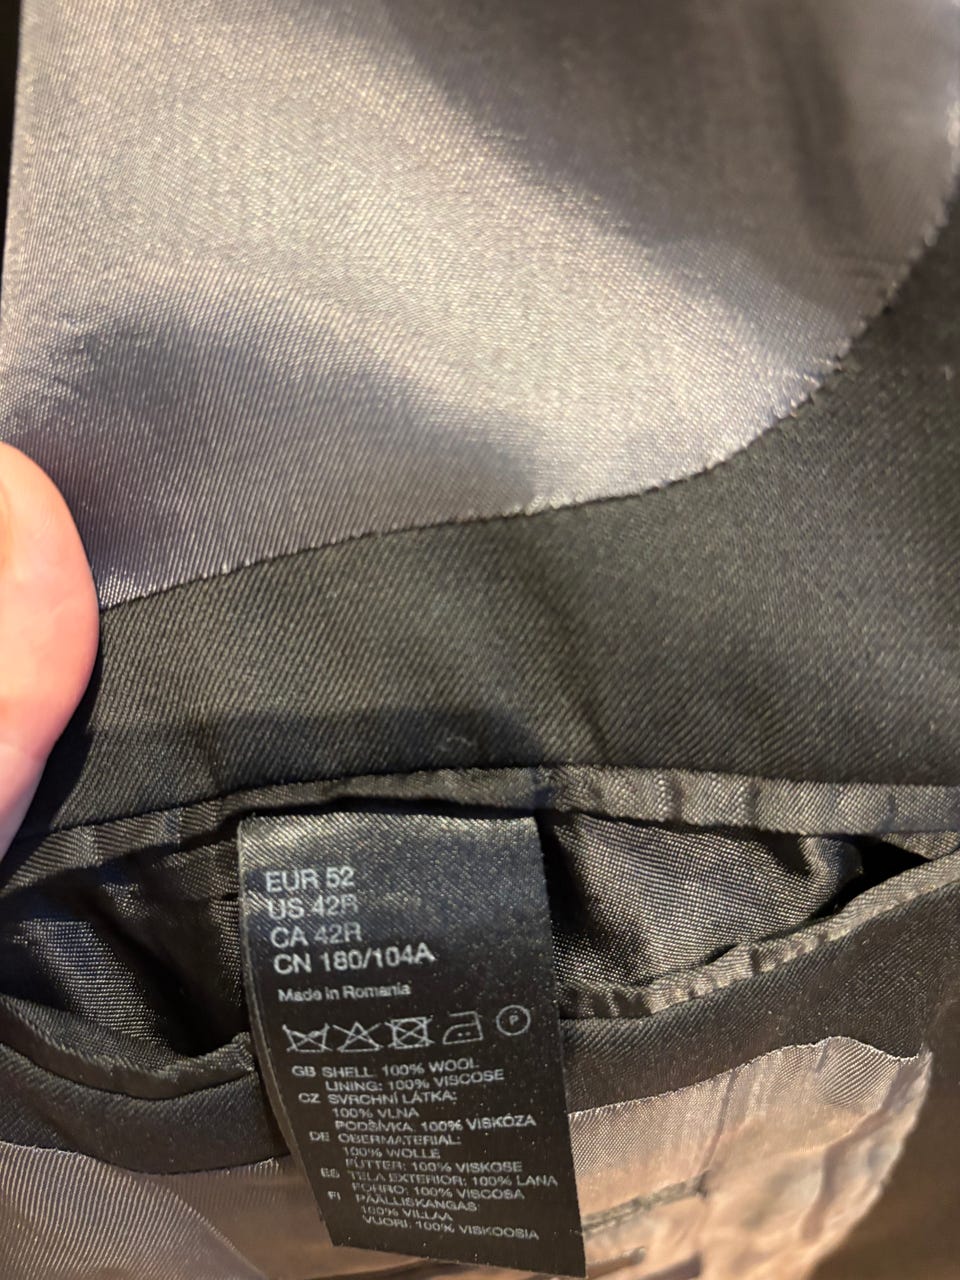 EUR 52
US 42R
CA 42R
CN 180/104A
Made in Romania
P
GB SHELL: 100% WOOL
LINING: 100% VISCOSE
CZ SVRCHNÍ LÁTKA:
100% VLNA
PODŠÍVKA: 100% VISKÓZA
DE OBERMATERIAL:
100% WOLLE
FUTTER: 100% VISKOSE
ES TELA EXTERIOR: 100% LANA
FORRO: 100% VISCOSA
FI PÄÄLLISKANGAS:
100% VILLAA
VUORI: 100% VISKOOSIA